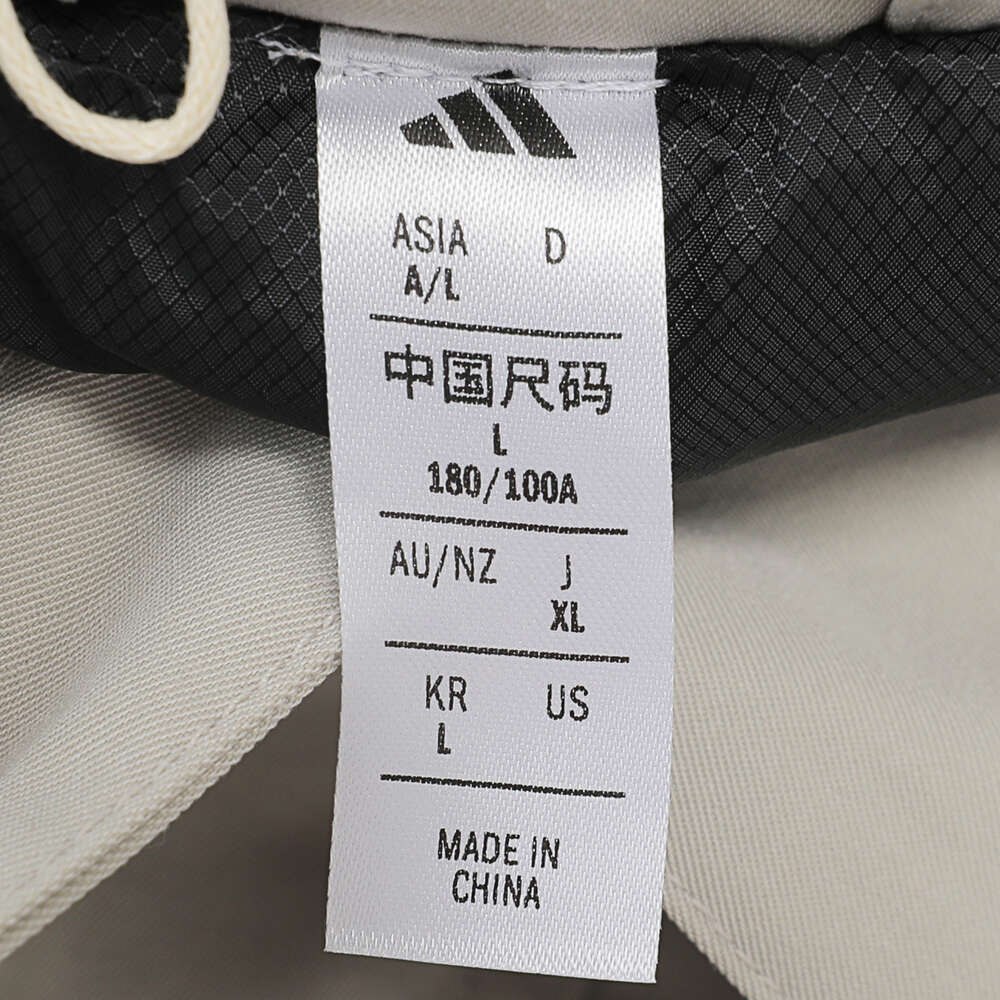 ASIA D
A/L
中国尺码
L
180/100A
AU/NZ J
XL
KR US
L
MADE IN
CHINA